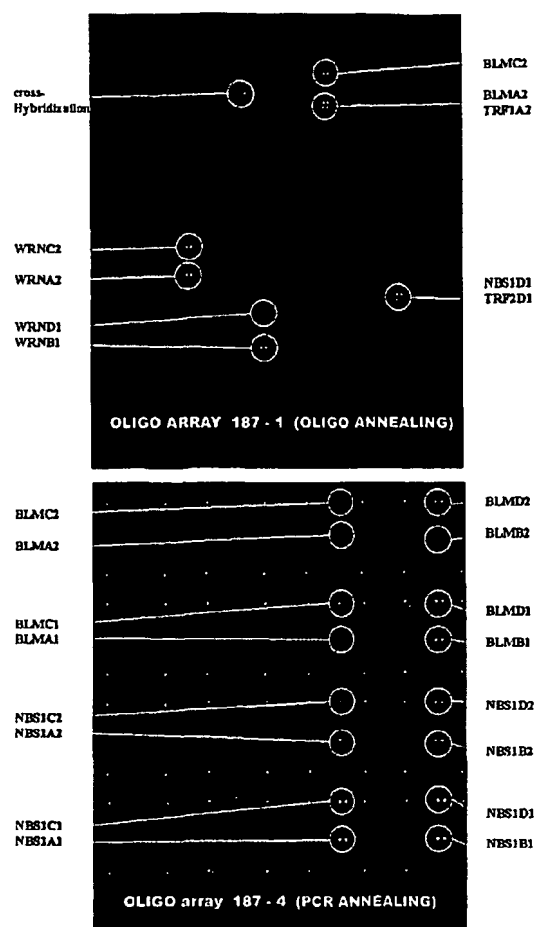 cross-
Hybridization
BLMC2
BLMA2
TRF1A2
WRNC2
WRNA2
WRND1
WRNB1
NBS1D1
TRF2D1
OLIGO ARRAY 187 - 1 (OLIGO ANNEALING)
BLMC2
BLMA2
BLMD2
BLMB2
BLMC1
BLMA1
BLMD1
BLMB1
NBS1C2
NBS1A2
NBS1D2
NBS1B2
NBS1C1
NBS1A1
NBS1D1
NBS1B1
OLIGO array 187 - 4 (PCR ANNEALING)